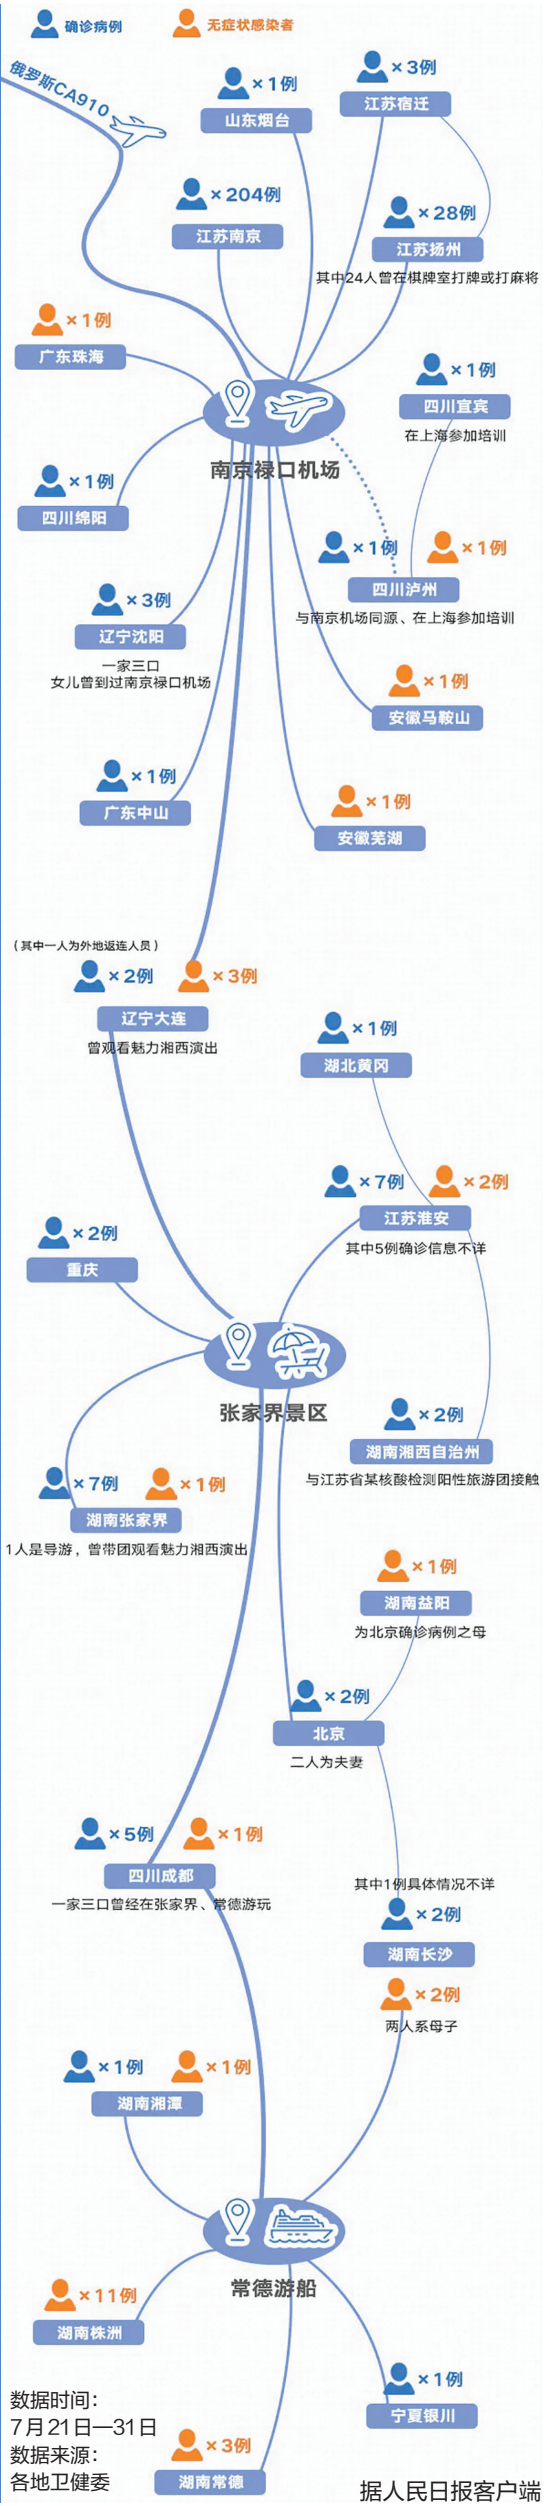 确诊病例
无症状感染者
俄罗斯CA910
×1例
山东烟台
×3例
江苏宿迁
×204例
江苏南京
×28例
江苏扬州
其中24人曾在棋牌室打牌或打麻将
×1例
广东珠海
×1例
四川宜宾
在上海参加培训
南京禄口机场
×1例
四川绵阳
×1例
×1例
四川泸州
与南京机场同源、在上海参加培训
×3例
辽宁沈阳
一家三口
女儿曾到过南京禄口机场
×1例
安徽马鞍山
×1例
广东中山
×1例
安徽芜湖
(其中一人为外地返连人员)
×2例
×3例
辽宁大连
曾观看魅力湘西演出
×1例
湖北黄冈
×7例
×2例
江苏淮安
其中5例确诊信息不详
×2例
重庆
张家界景区
×2例
湖南湘西自治州
与江苏省某核酸检测阳性旅游团接触
×7例
×1例
湖南张家界
1人是导游，曾带团观看魅力湘西演出
×1例
湖南益阳
为北京确诊病例之母
×2例
北京
二人为夫妻
×5例
×1例
四川成都
一家三口曾经在张家界、常德游玩
其中1例具体情况不详
×2例
湖南长沙
×2例
两人系母子
×1例
×1例
湖南湘潭
常德游船
×11例
湖南株洲
×1例
宁夏银川
×3例
湖南常德
数据时间：
7月21日—31日
数据来源：
各地卫健委
据人民日报客户端